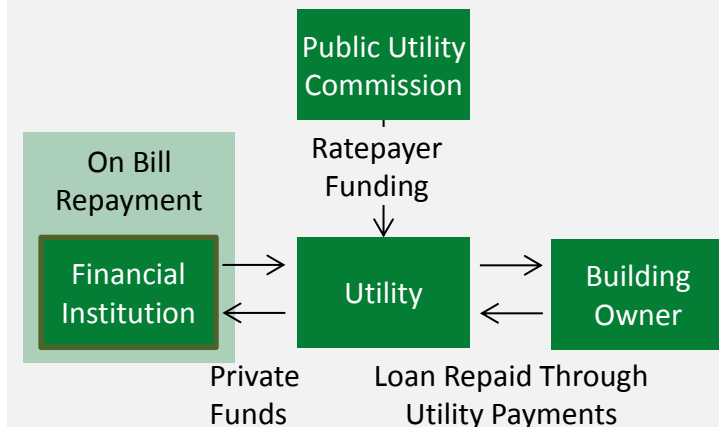 Public Utility
Commission
Ratepayer
Funding
On Bill
Repayment
Financial
Institution
Utility
Building
Owner
Private
Funds
Loan Repaid Through
Utility Payments